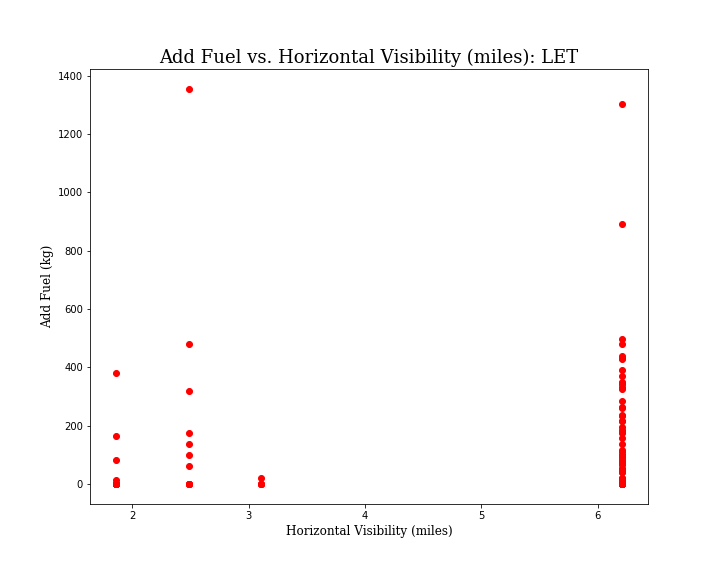 Add Fuel vs. Horizontal Visibility (miles): LET
1400
1200
1000
800
600
400
200
0
Add Fuel (kg)
2 3 4 5 6
Horizontal Visibility (miles)